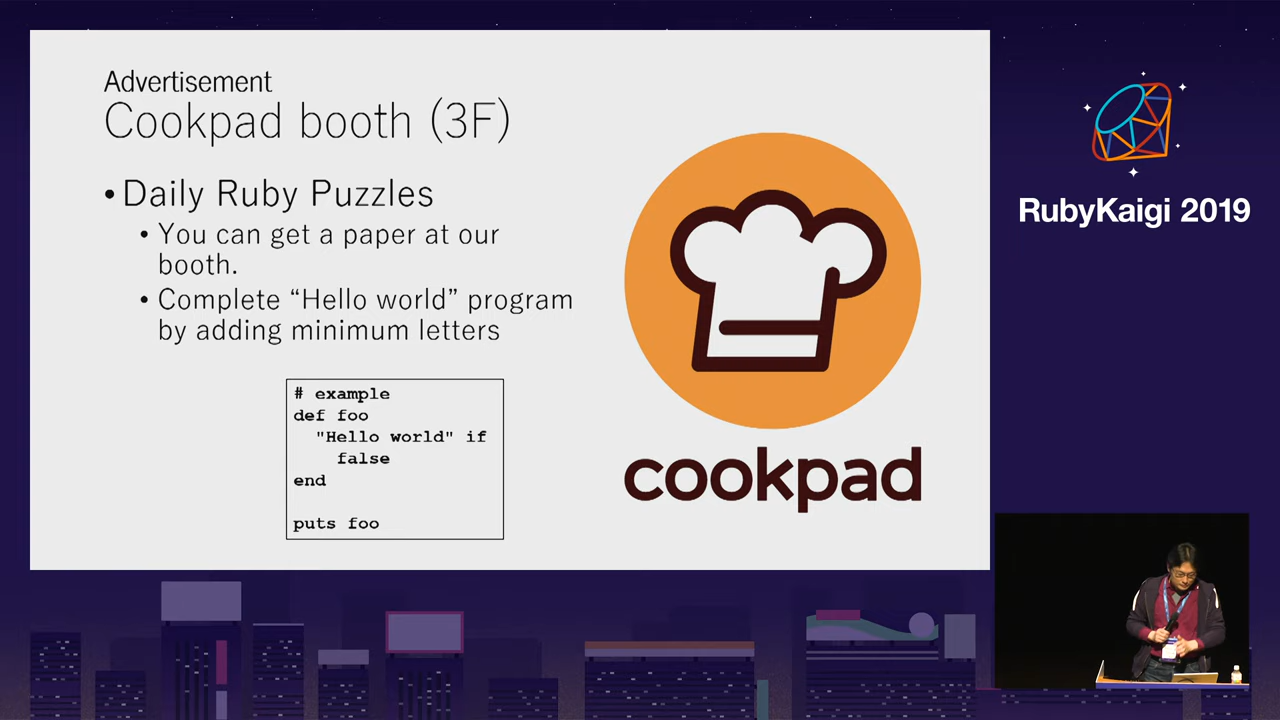 Advertisement
Cookpad booth (3F)
• Daily Ruby Puzzles
• You can get a paper at our
booth.
• Complete “Hello world” program
by adding minimum letters
# example
def foo
"Hello world" if
false
end
puts foo
cookpad
RubyKaigi 2019